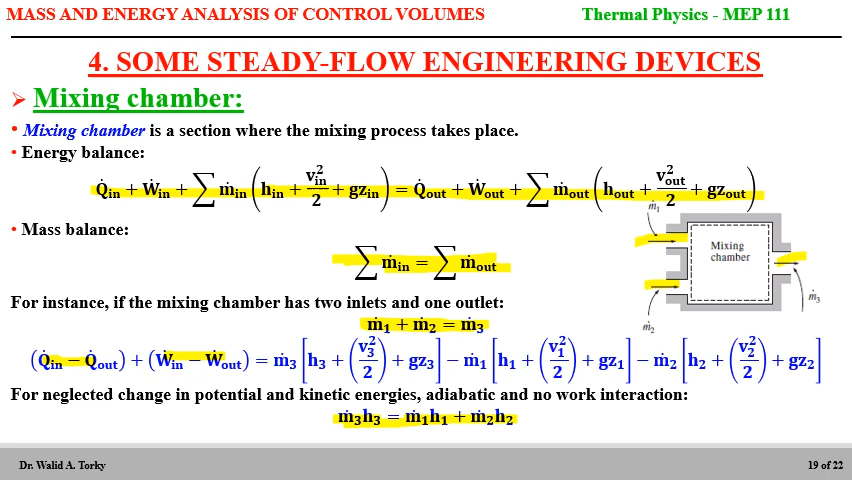 MASS AND ENERGY ANALYSIS OF CONTROL VOLUMES Thermal Physics - MEP 111
4. SOME STEADY-FLOW ENGINEERING DEVICES
➢ Mixing chamber:
• Mixing chamber is a section where the mixing process takes place.
• Energy balance:
Q̇in + Ẇin + ∑ ṁin (hin + v²in/2 + gzin) = Q̇out + Ẇout + ∑ ṁout (hout + v²out/2 + gzout)
• Mass balance:
∑ ṁin = ∑ ṁout
ṁ1
Mixing
chamber
ṁ3
ṁ2
For instance, if the mixing chamber has two inlets and one outlet:
ṁ1 + ṁ2 = ṁ3
(Q̇in − Q̇out) + (Ẇin − Ẇout) = ṁ3 [h3 + (v²3/2) + gz3] − ṁ1 [h1 + (v²1/2) + gz1] − ṁ2 [h2 + (v²2/2) + gz2]
For neglected change in potential and kinetic energies, adiabatic and no work interaction:
ṁ3h3 = ṁ1h1 + ṁ2h2
Dr. Walid A. Torky 19 of 22